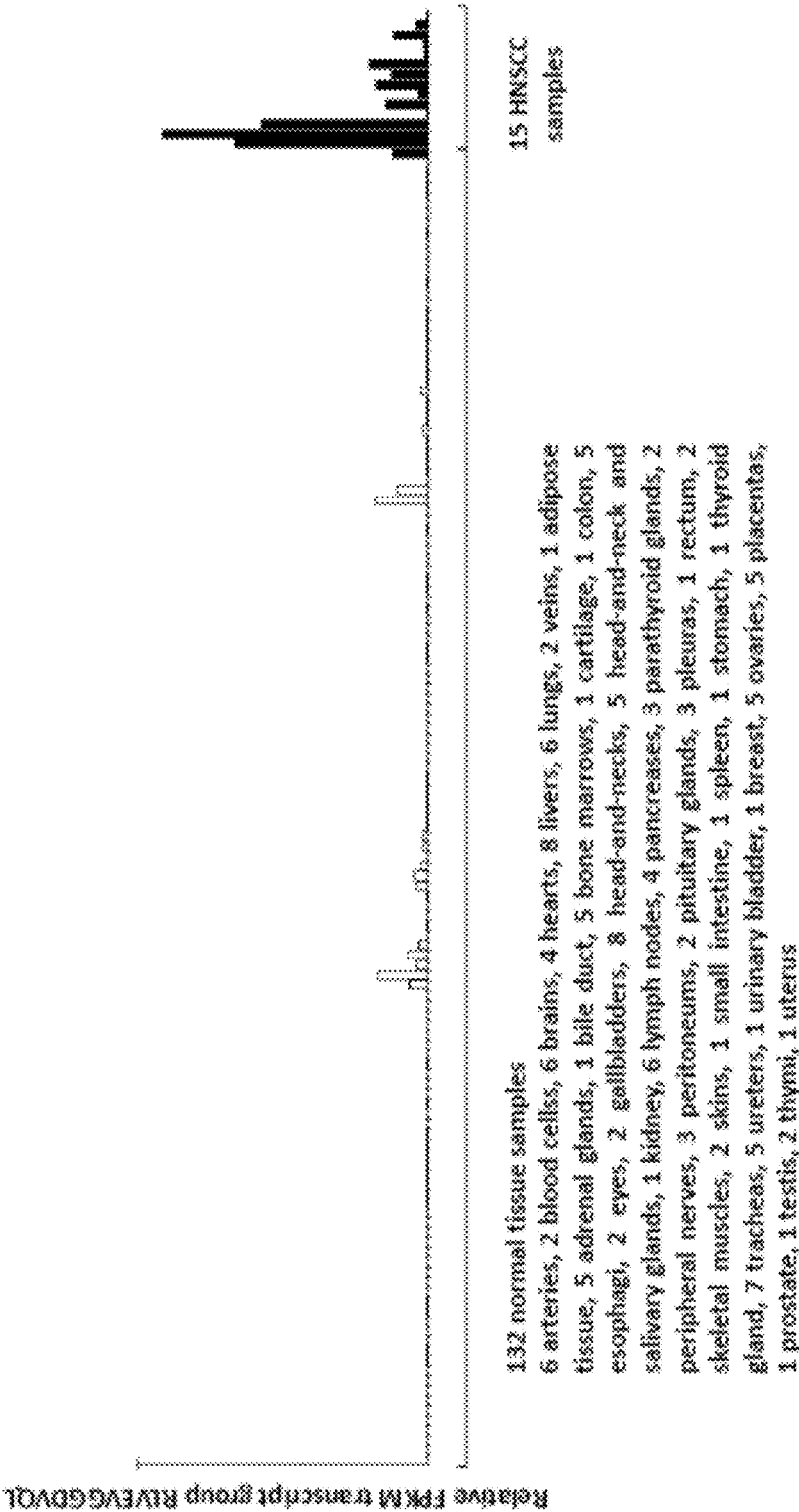 Relative FPKM transcript group RLVEVGGDVQL
132 normal tissue samples
6 arteries, 2 blood cellss, 6 brains, 4 hearts, 8 livers, 6 lungs, 2 veins, 1 adipose
tissue, 5 adrenal glands, 1 bile duct, 5 bone marrows, 1 cartilage, 1 colon, 5
esophagi, 2 eyes, 2 gallbladders, 8 head-and-necks, 5 head-and-neck and
salivary glands, 1 kidney, 6 lymph nodes, 4 pancreases, 3 parathyroid glands, 2
peripheral nerves, 3 peritoneums, 2 pituitary glands, 3 pleuras, 1 rectum, 2
skeletal muscles, 2 skins, 1 small intestine, 1 spleen, 1 stomach, 1 thyroid
gland, 7 tracheas, 5 ureters, 1 urinary bladder, 1 breast, 5 ovaries, 5 placentas,
1 prostate, 1 testis, 2 thymi, 1 uterus
15 HNSCC
samples